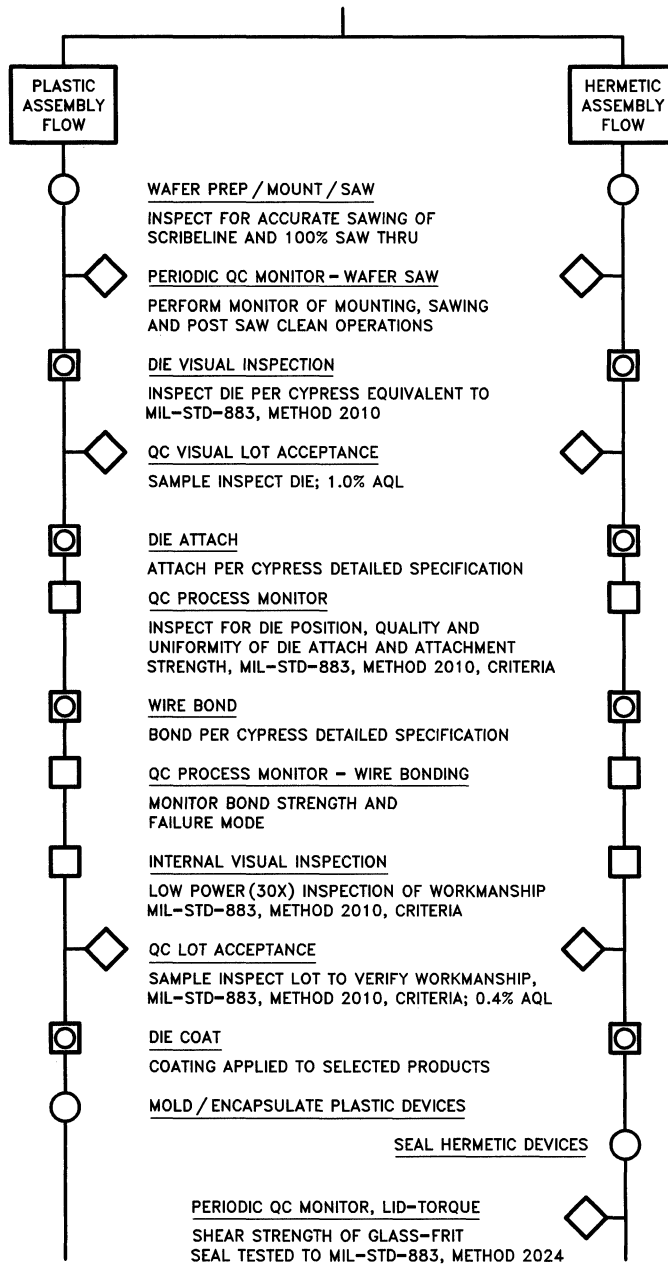 PLASTIC
ASSEMBLY
FLOW
HERMETIC
ASSEMBLY
FLOW
WAFER PREP / MOUNT / SAW
INSPECT FOR ACCURATE SAWING OF
SCRIBELINE AND 100% SAW THRU
PERIODIC QC MONITOR – WAFER SAW
PERFORM MONITOR OF MOUNTING, SAWING
AND POST SAW CLEAN OPERATIONS
DIE VISUAL INSPECTION
INSPECT DIE PER CYPRESS EQUIVALENT TO
MIL–STD–883, METHOD 2010
QC VISUAL LOT ACCEPTANCE
SAMPLE INSPECT DIE; 1.0% AQL
DIE ATTACH
ATTACH PER CYPRESS DETAILED SPECIFICATION
QC PROCESS MONITOR
INSPECT FOR DIE POSITION, QUALITY AND
UNIFORMITY OF DIE ATTACH AND ATTACHMENT
STRENGTH, MIL–STD–883, METHOD 2010, CRITERIA
WIRE BOND
BOND PER CYPRESS DETAILED SPECIFICATION
QC PROCESS MONITOR – WIRE BONDING
MONITOR BOND STRENGTH AND
FAILURE MODE
INTERNAL VISUAL INSPECTION
LOW POWER (30X) INSPECTION OF WORKMANSHIP
MIL–STD–883, METHOD 2010, CRITERIA
QC LOT ACCEPTANCE
SAMPLE INSPECT LOT TO VERIFY WORKMANSHIP,
MIL–STD–883, METHOD 2010, CRITERIA; 0.4% AQL
DIE COAT
COATING APPLIED TO SELECTED PRODUCTS
MOLD / ENCAPSULATE PLASTIC DEVICES
SEAL HERMETIC DEVICES
PERIODIC QC MONITOR, LID–TORQUE
SHEAR STRENGTH OF GLASS–FRIT
SEAL TESTED TO MIL–STD–883, METHOD 2024